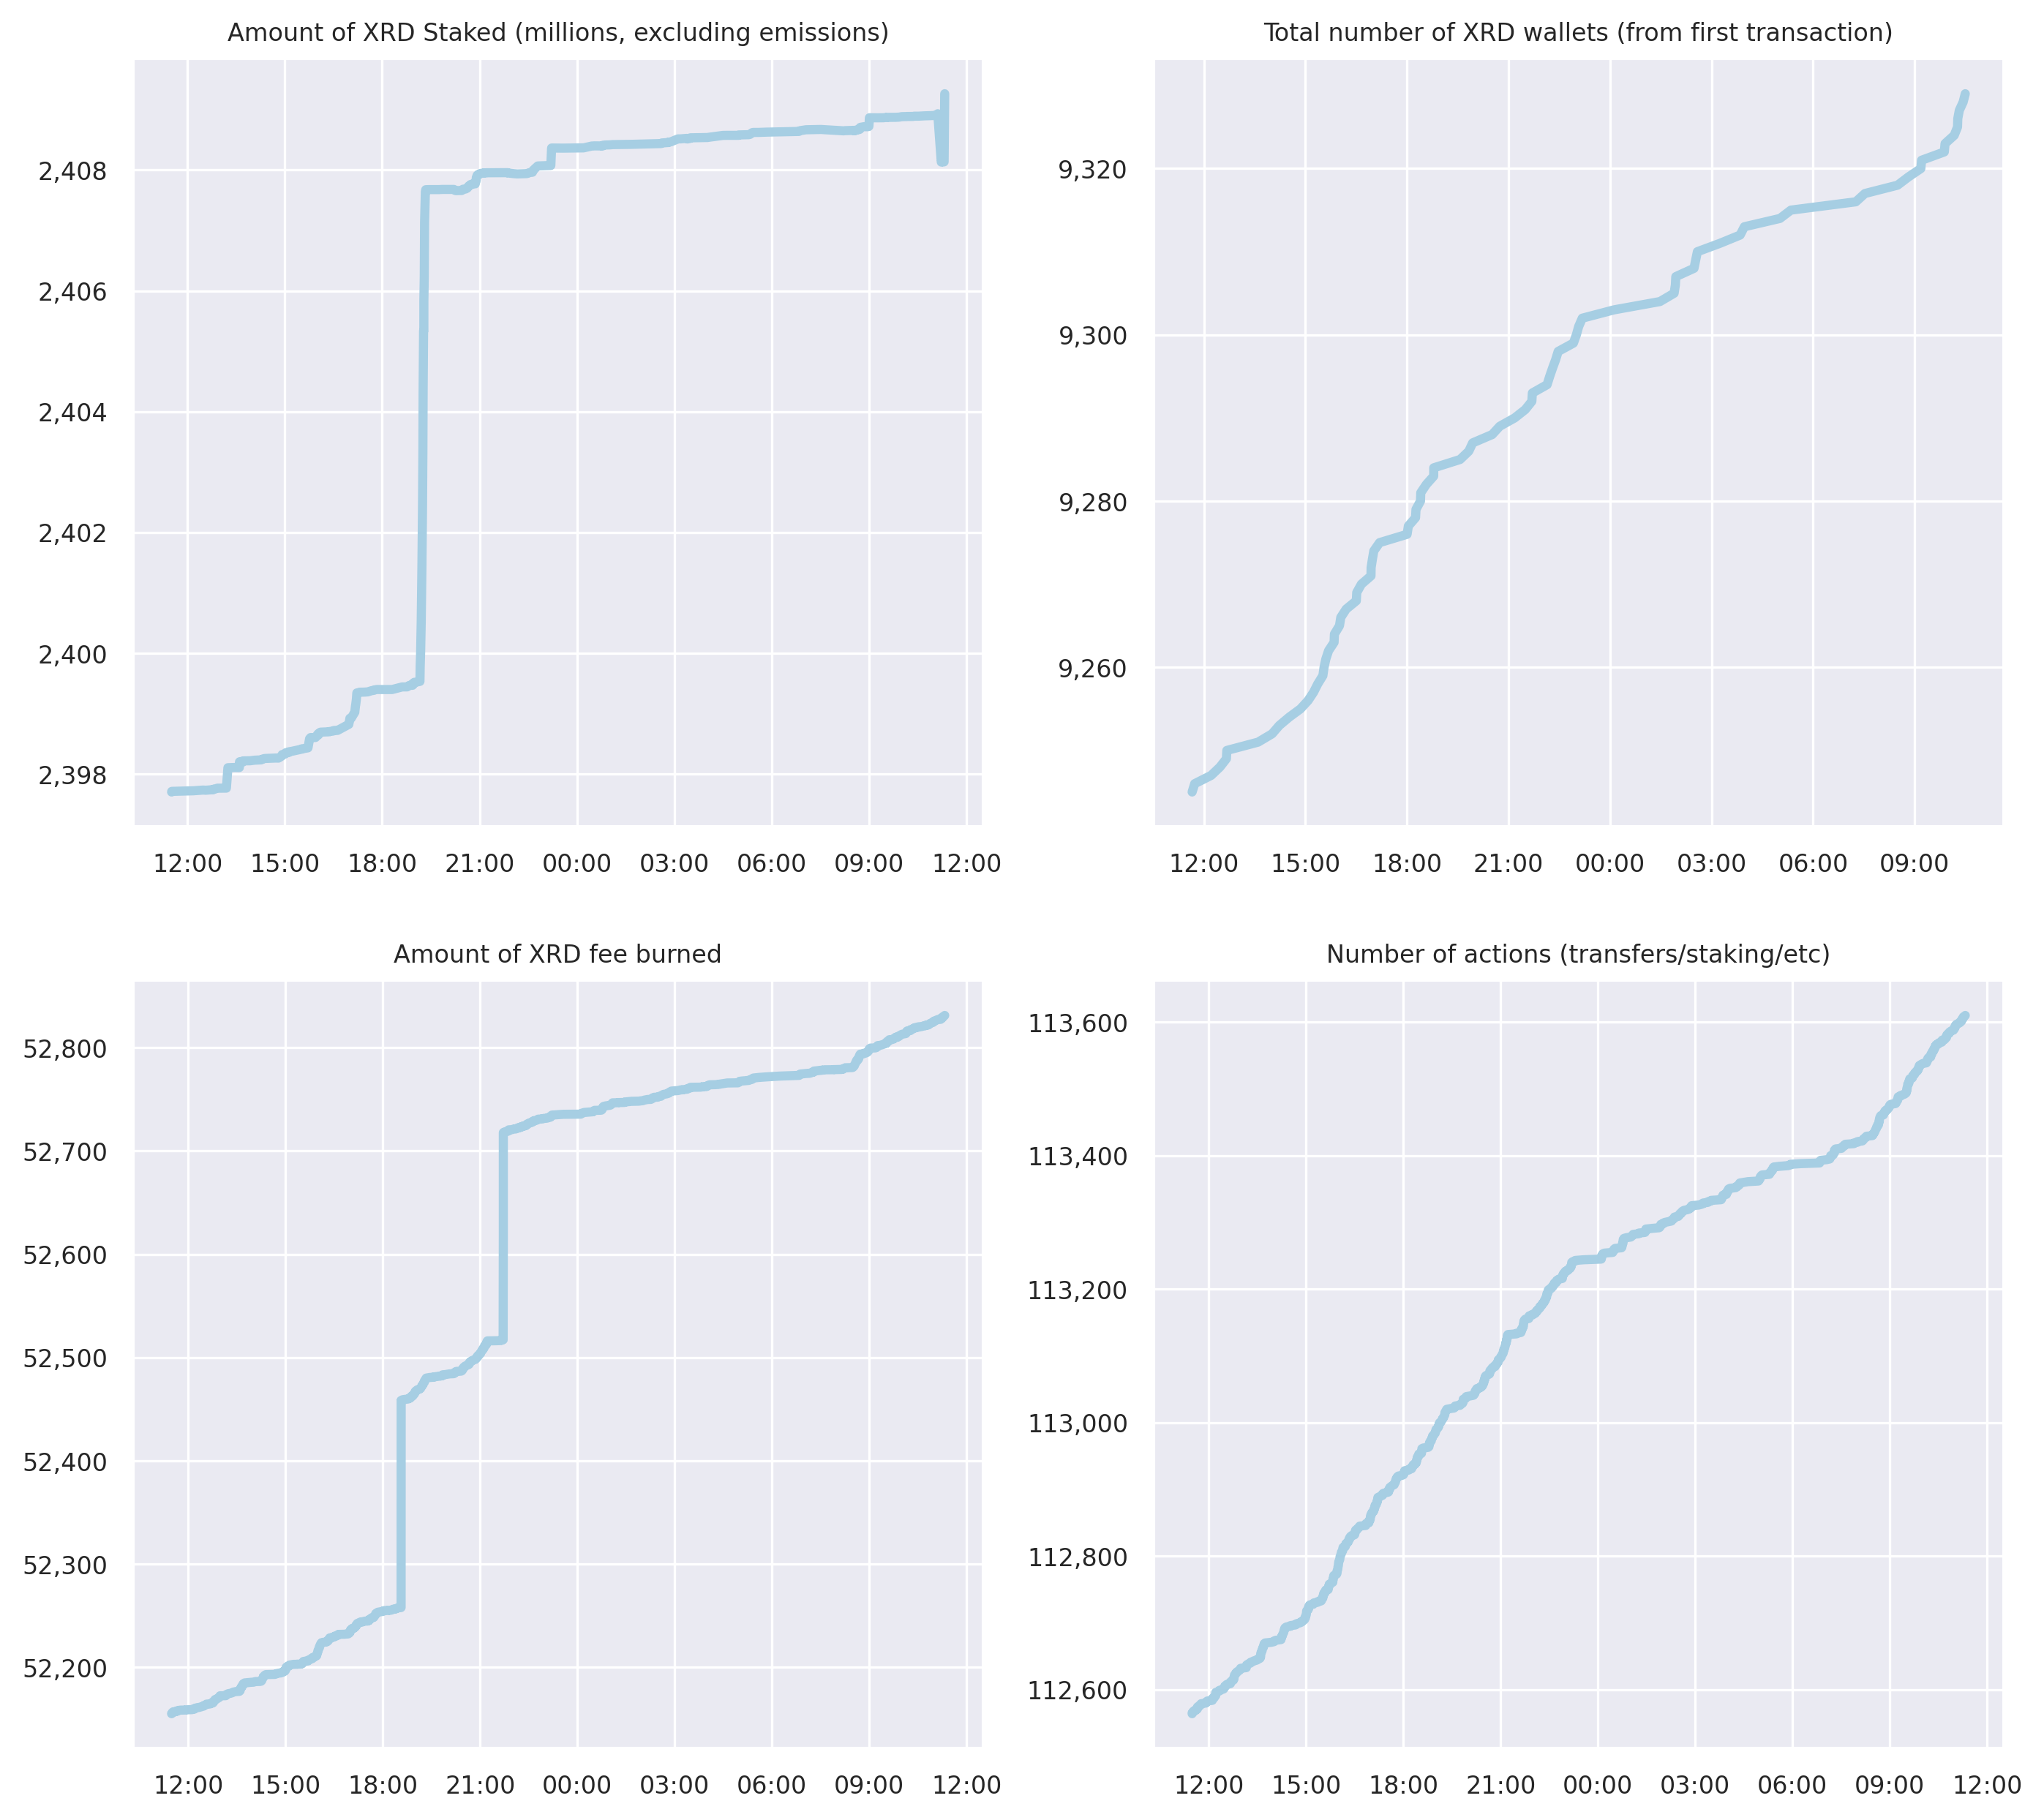 Amount of XRD Staked (millions, excluding emissions)
2,408
2,406
2,404
2,402
2,400
2,398
12:00 15:00 18:00 21:00 00:00 03:00 06:00 09:00 12:00
Total number of XRD wallets (from first transaction)
9,320
9,300
9,280
9,260
12:00 15:00 18:00 21:00 00:00 03:00 06:00 09:00
Amount of XRD fee burned
52,800
52,700
52,600
52,500
52,400
52,300
52,200
12:00 15:00 18:00 21:00 00:00 03:00 06:00 09:00 12:00
Number of actions (transfers/staking/etc)
113,600
113,400
113,200
113,000
112,800
112,600
12:00 15:00 18:00 21:00 00:00 03:00 06:00 09:00 12:00